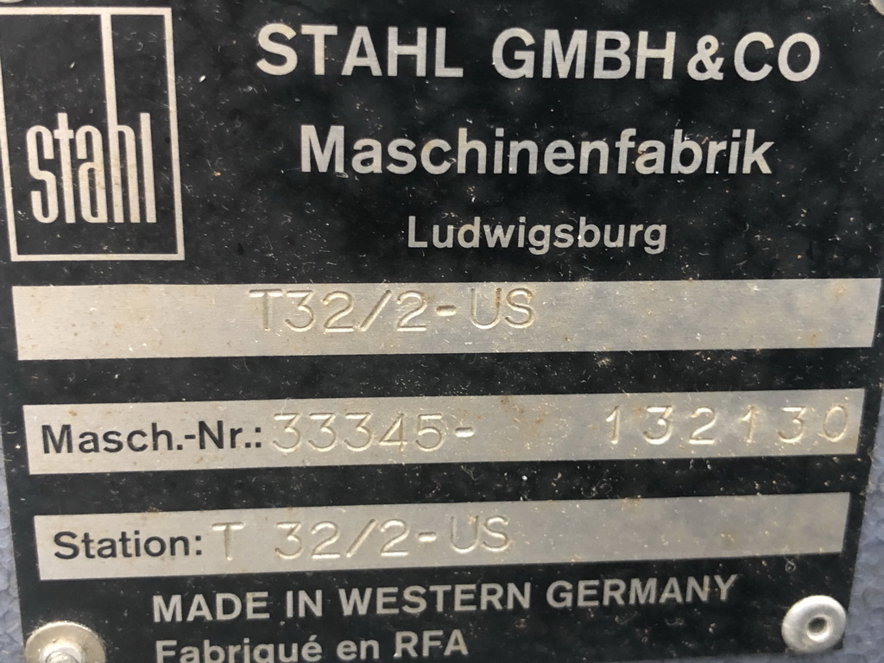 stahl
STAHL GMBH & CO
Maschinenfabrik
Ludwigsburg
T32/2-US
Masch.-Nr.: 33345- 132130
Station: T 32/2-US
MADE IN WESTERN GERMANY
Fabriqué en RFA